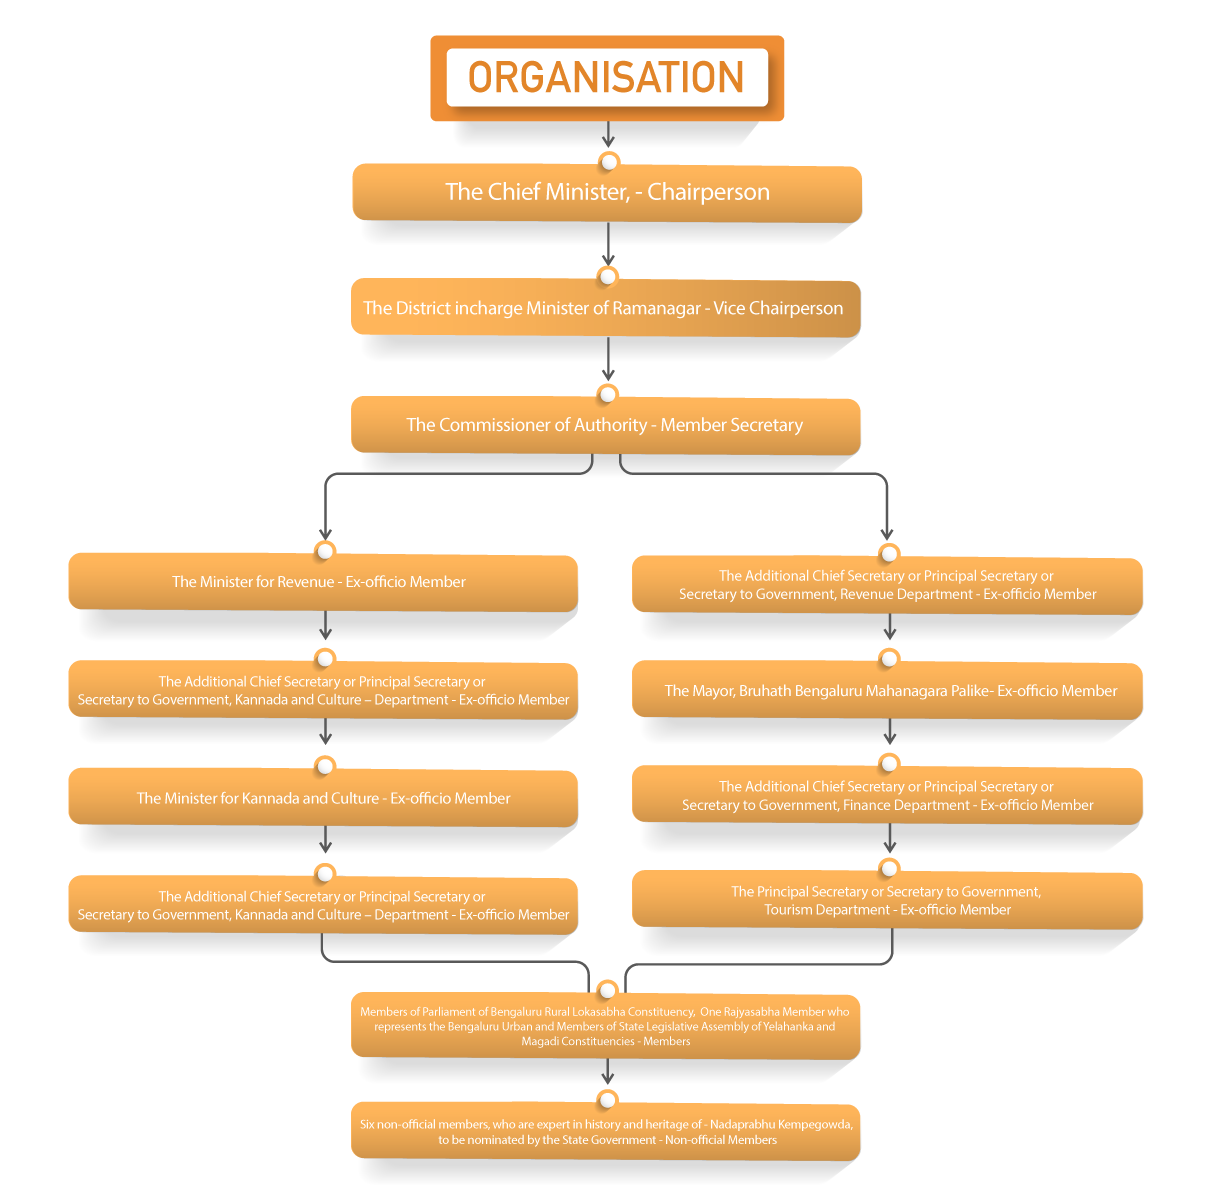 ORGANISATION
The Chief Minister, - Chairperson
The District incharge Minister of Ramanagar - Vice Chairperson
The Commissioner of Authority - Member Secretary
The Minister for Revenue - Ex-officio Member
The Additional Chief Secretary or Principal Secretary or
Secretary to Government, Kannada and Culture – Department - Ex-officio Member
The Minister for Kannada and Culture - Ex-officio Member
The Additional Chief Secretary or Principal Secretary or
Secretary to Government, Kannada and Culture – Department - Ex-officio Member
The Additional Chief Secretary or Principal Secretary or
Secretary to Government, Revenue Department - Ex-officio Member
The Mayor, Bruhath Bengaluru Mahanagara Palike- Ex-officio Member
The Additional Chief Secretary or Principal Secretary or
Secretary to Government, Finance Department - Ex-officio Member
The Principal Secretary or Secretary to Government,
Tourism Department - Ex-officio Member
Members of Parliament of Bengaluru Rural Lokasabha Constituency, One Rajyasabha Member who
represents the Bengaluru Urban and Members of State Legislative Assembly of Yelahanka and
Magadi Constituencies - Members
Six non-official members, who are expert in history and heritage of - Nadaprabhu Kempegowda,
to be nominated by the State Government - Non-official Members